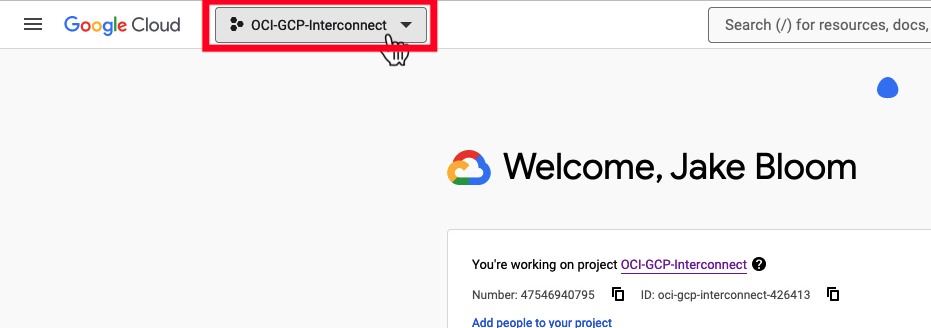 Google Cloud
OCI-GCP-Interconnect
Search (/) for resources, docs,
Welcome, Jake Bloom
You're working on project OCI-GCP-Interconnect ?
Number: 47546940795 ID: oci-gcp-interconnect-426413
Add people to your project